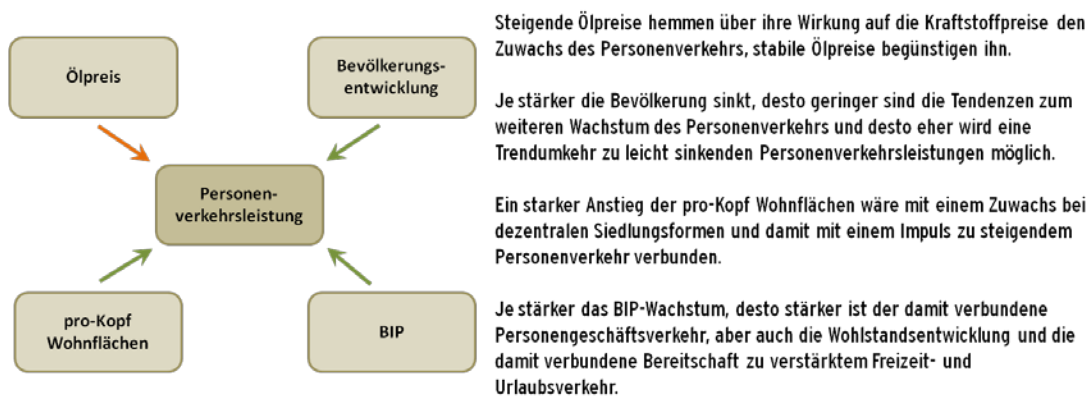 Ölpreis
Bevölkerungs-
entwicklung
Personen-
verkehrsleistung
pro-Kopf
Wohnflächen
BIP
Steigende Ölpreise hemmen über ihre Wirkung auf die Kraftstoffpreise den
Zuwachs des Personenverkehrs, stabile Ölpreise begünstigen ihn.
Je stärker die Bevölkerung sinkt, desto geringer sind die Tendenzen zum
weiteren Wachstum des Personenverkehrs und desto eher wird eine
Trendumkehr zu leicht sinkenden Personenverkehrsleistungen möglich.
Ein starker Anstieg der pro-Kopf Wohnflächen wäre mit einem Zuwachs bei
dezentralen Siedlungsformen und damit mit einem Impuls zu steigendem
Personenverkehr verbunden.
Je stärker das BIP-Wachstum, desto stärker ist der damit verbundene
Personengeschäftsverkehr, aber auch die Wohlstandsentwicklung und die
damit verbundene Bereitschaft zu verstärktem Freizeit- und
Urlaubsverkehr.